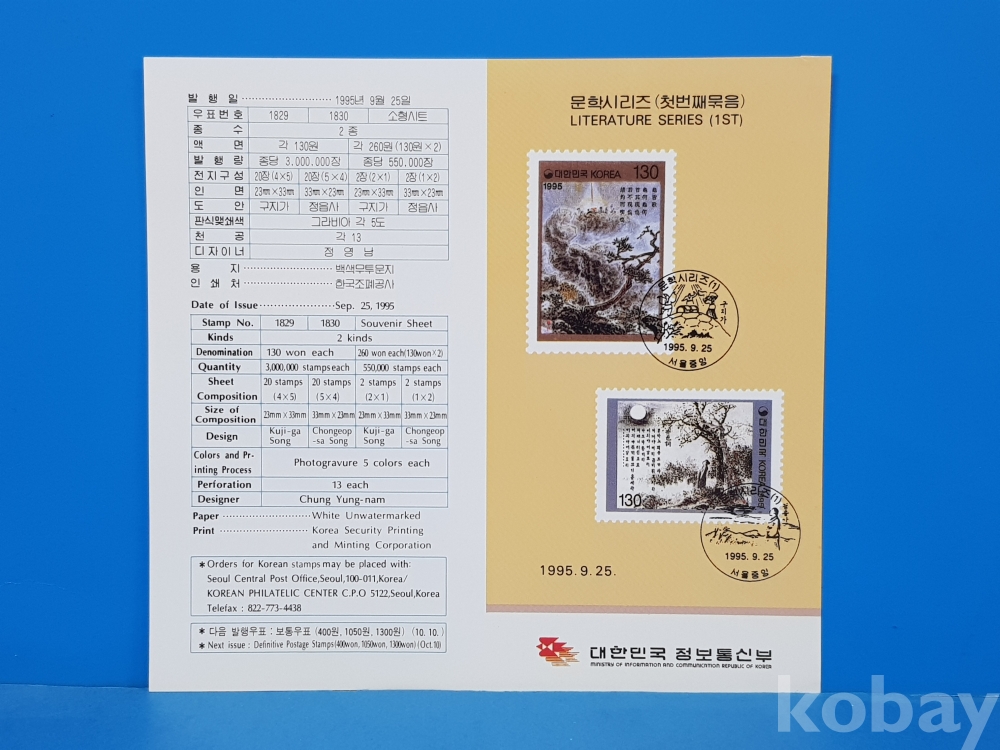 발 행 일 ........................ 1995년 9월 25일
우표번호 1829 1830 소형시트
종 수 2 종
액 면 각 130원 각 260원 (130원×2)
발 행 량 종당 3,000,000장 종당 550,000장
전지구성 20장 (4×5) 20장 (5×4) 2장 (2×1) 2장 (1×2)
인 면 23㎜×33㎜ 33㎜×23㎜ 23㎜×33㎜ 33㎜×23㎜
도 안 구지가 정읍사 구지가 정읍사
판식및쇄색 그라비아 각 5도
천 공 각 13
디자이너 정 영 남
용 지 ........................ 백색무투문지
인 쇄 처 ........................ 한국조폐공사
Date of Issue ........................ Sep. 25, 1995
Stamp No. 1829 1830 Souvenir Sheet
Kinds 2 kinds
Denomination 130 won each 260 won each(130won×2)
Quantity 3,000,000 stamps each 550,000 stamps each
Sheet 20 stamps 20 stamps 2 stamps 2 stamps
Composition (4×5) (5×4) (2×1) (1×2)
Size of
Composition 23mm×33mm 33mm×23mm 23mm×33mm 33mm×23mm
Design Kuji-ga Chongeop Kuji-ga Chongeop
Song -sa Song Song -sa Song
Colors and Pr-
inting Process Photogravure 5 colors each
Perforation 13 each
Designer Chung Yung-nam
Paper ........................ White Unwatermarked
Print ........................ Korea Security Printing
and Minting Corporation
* Orders for Korean stamps may be placed with:
Seoul Central Post Office, Seoul, 100-011, Korea/
KOREAN PHILATELIC CENTER C.P.O 5122, Seoul, Korea
Telefax : 822-773-4438
* 다음 발행우표 : 보통우표 (400원, 1050원, 1300원) (10. 10.)
* Next issue : Definitive Postage Stamps(400won, 1050won, 1300won) (Oct. 10)
문학시리즈 (첫번째묶음)
LITERATURE SERIES (1ST)
대한민국 KOREA 130
1995
문학시리즈(1)
구지가
1995. 9. 25
서울중앙
대한민국 KOREA
130
시리즈(1)
1995. 9. 25
서울중앙
1995. 9. 25.
대한민국 정보통신부
MINISTRY OF INFORMATION AND COMMUNICATION REPUBLIC OF KOREA
kobay